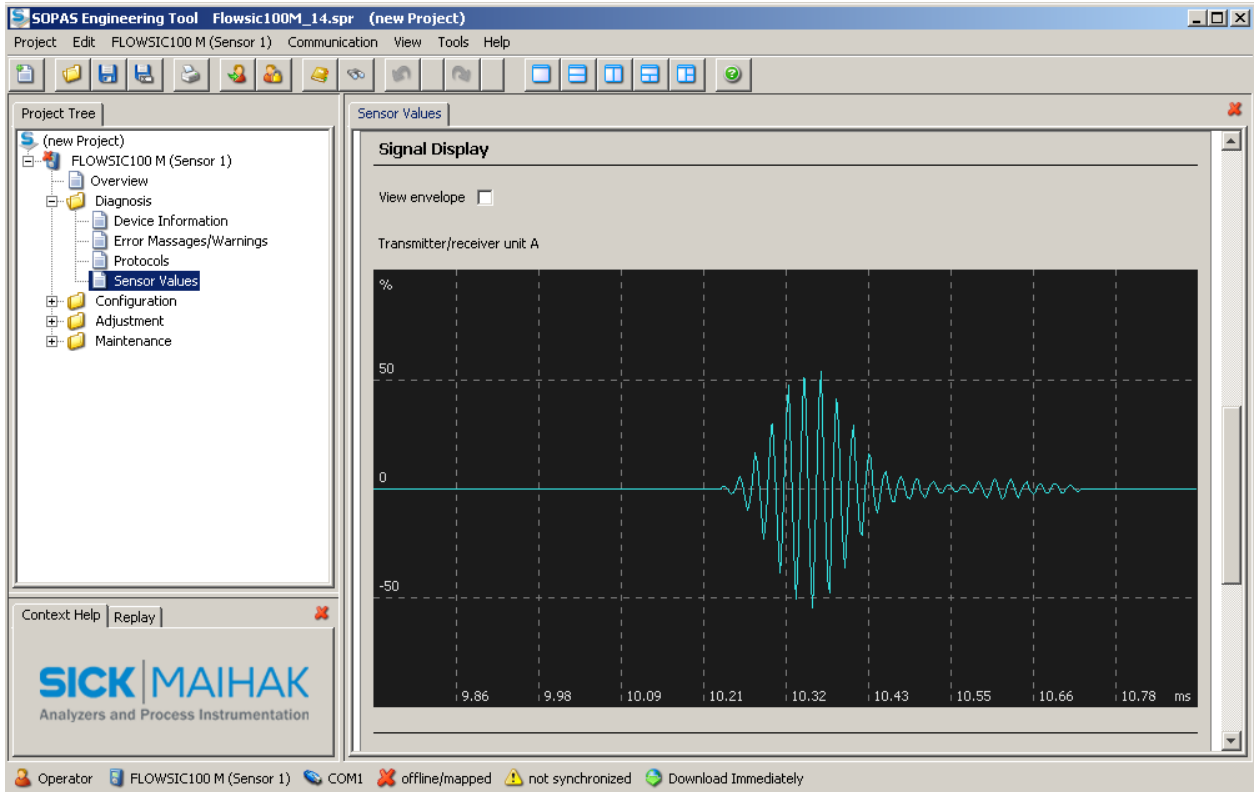 SOPAS Engineering Tool Flowsic100M_14.spr (new Project)
Project Edit FLOWSIC100 M (Sensor 1) Communication View Tools Help
Project Tree
(new Project)
FLOWSIC100 M (Sensor 1)
Overview
Diagnosis
Device Information
Error Massages/Warnings
Protocols
Sensor Values
Configuration
Adjustment
Maintenance
Context Help Replay
SICK MAIHAK
Analyzers and Process Instrumentation
Sensor Values
Signal Display
View envelope
Transmitter/receiver unit A
%
50
0
-50
9.86 9.98 10.09 10.21 10.32 10.43 10.55 10.66 10.78 ms
Operator FLOWSIC100 M (Sensor 1) COM1 offline/mapped not synchronized Download Immediately